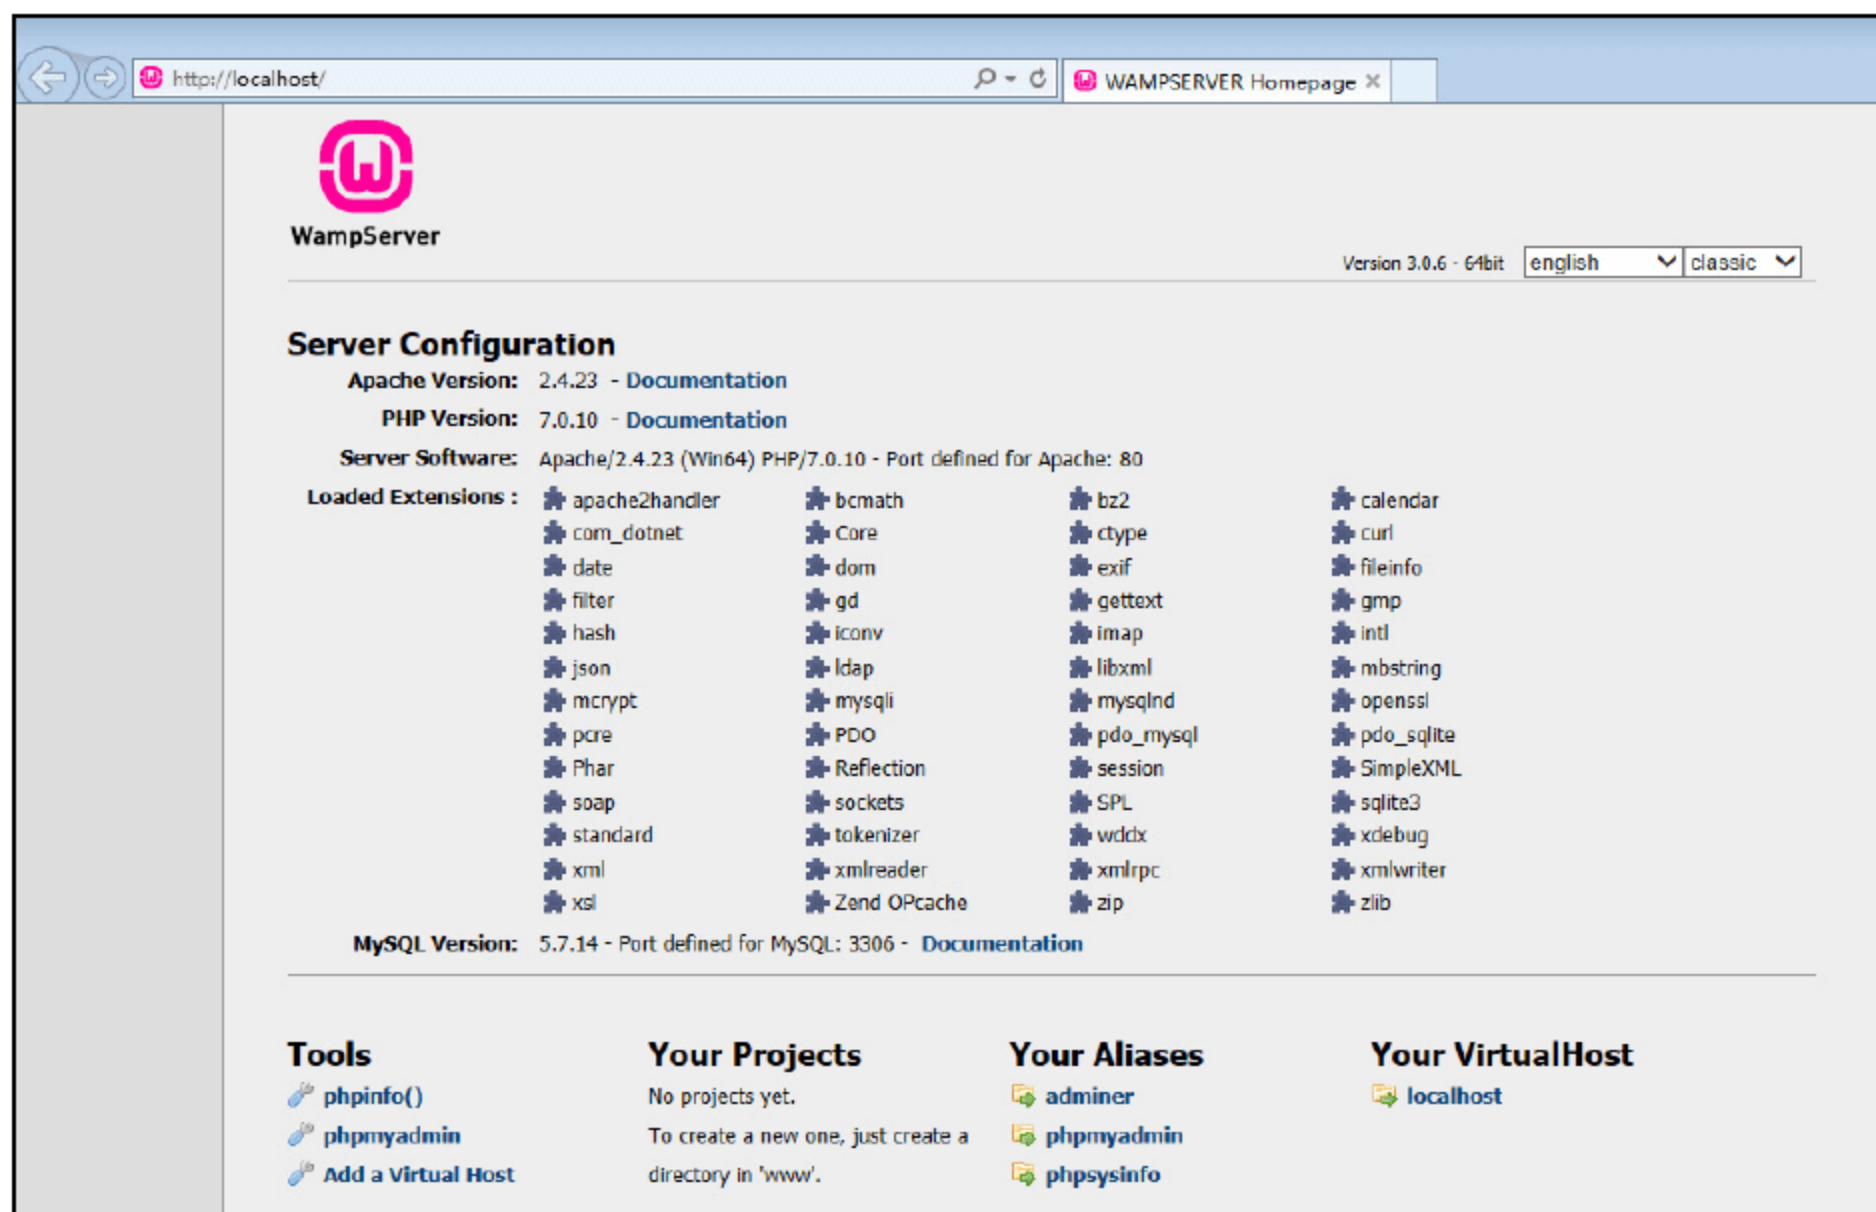 http://localhost/
WAMPSERVER Homepage
WampServer
Version 3.0.6 - 64bit english classic
Server Configuration
Apache Version: 2.4.23 - Documentation
PHP Version: 7.0.10 - Documentation
Server Software: Apache/2.4.23 (Win64) PHP/7.0.10 - Port defined for Apache: 80
Loaded Extensions : apache2handler bcmath bz2 calendar
com_dotnet Core ctype curl
date dom exif fileinfo
filter gd gettext gmp
hash iconv imap intl
json ldap libxml mbstring
mcrypt mysqli mysqlnd openssl
pcre PDO pdo_mysql pdo_sqlite
Phar Reflection session SimpleXML
soap sockets SPL sqlite3
standard tokenizer wddx xdebug
xml xmlreader xmlrpc xmlwriter
xsl Zend OPcache zip zlib
MySQL Version: 5.7.14 - Port defined for MySQL: 3306 - Documentation
Tools
phpinfo()
phpmyadmin
Add a Virtual Host
Your Projects
No projects yet.
To create a new one, just create a
directory in 'www'.
Your Aliases
adminer
phpmyadmin
phpsysinfo
Your VirtualHost
localhost